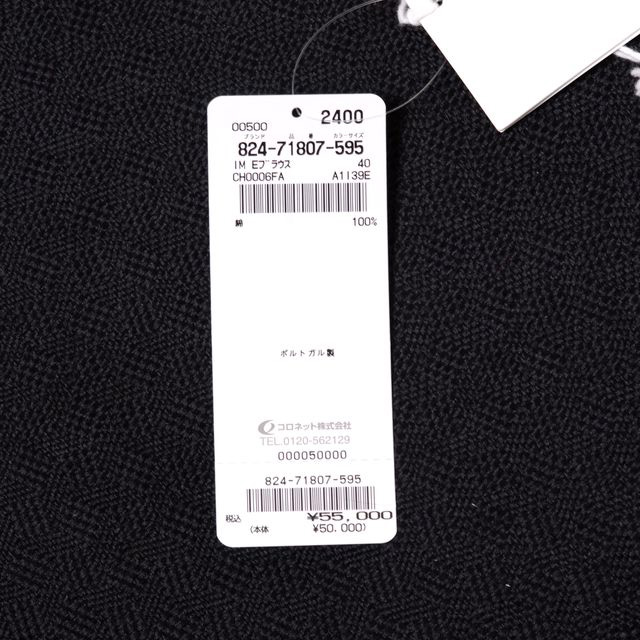 00500 2400
ブランド 品 番 カラーサイズ
824-71807-595
IM Eブラウス 40
CH0006FA A1I39E
綿 100%
ポルトガル製
コロネット株式会社
TEL.0120-562129
000050000
824-71807-595
税込 ¥55,000
(本体 ¥50,000)